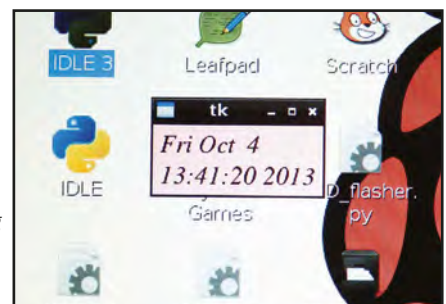 IDLE 3
Leafpad
Scratch
tk
Fri Oct 4
13:41:20 2013
IDLE
Games
D_flasher.
py